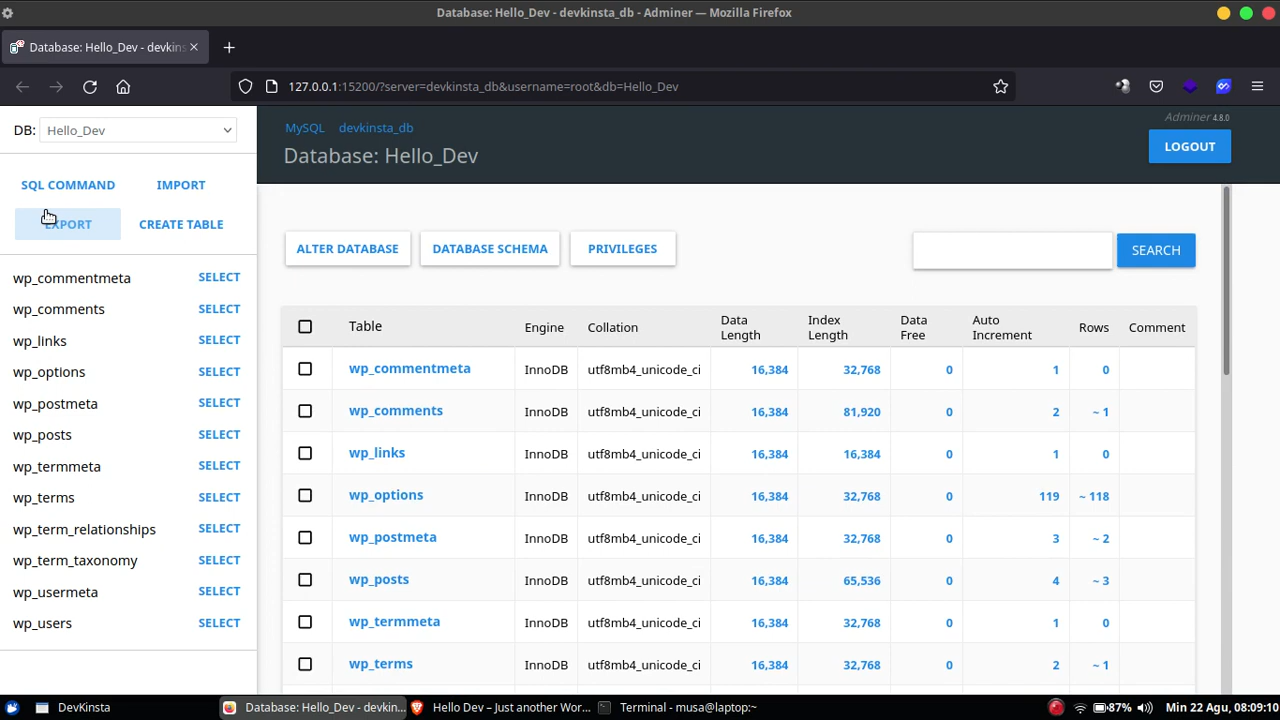 Database: Hello_Dev - devkinsta_db - Adminer — Mozilla Firefox
Database: Hello_Dev - devkins
127.0.0.1:15200/?server=devkinsta_db&username=root&db=Hello_Dev
DB: Hello_Dev
MySQL devkinsta_db
Adminer 4.8.0
Database: Hello_Dev
LOGOUT
SQL COMMAND IMPORT
EXPORT CREATE TABLE
wp_commentmeta SELECT
wp_comments SELECT
wp_links SELECT
wp_options SELECT
wp_postmeta SELECT
wp_posts SELECT
wp_termmeta SELECT
wp_terms SELECT
wp_term_relationships SELECT
wp_term_taxonomy SELECT
wp_usermeta SELECT
wp_users SELECT
ALTER DATABASE DATABASE SCHEMA PRIVILEGES SEARCH
Table Engine Collation Data Length Index Length Data Free Auto Increment Rows Comment
wp_commentmeta InnoDB utf8mb4_unicode_ci 16,384 32,768 0 1 0
wp_comments InnoDB utf8mb4_unicode_ci 16,384 81,920 0 2 ~ 1
wp_links InnoDB utf8mb4_unicode_ci 16,384 16,384 0 1 0
wp_options InnoDB utf8mb4_unicode_ci 16,384 32,768 0 119 ~ 118
wp_postmeta InnoDB utf8mb4_unicode_ci 16,384 32,768 0 3 ~ 2
wp_posts InnoDB utf8mb4_unicode_ci 16,384 65,536 0 4 ~ 3
wp_termmeta InnoDB utf8mb4_unicode_ci 16,384 32,768 0 1 0
wp_terms InnoDB utf8mb4_unicode_ci 16,384 32,768 0 2 ~ 1
DevKinsta Database: Hello_Dev - devkin... Hello Dev – Just another Wor... Terminal - musa@laptop:~ 87% Min 22 Agu, 08:09:10